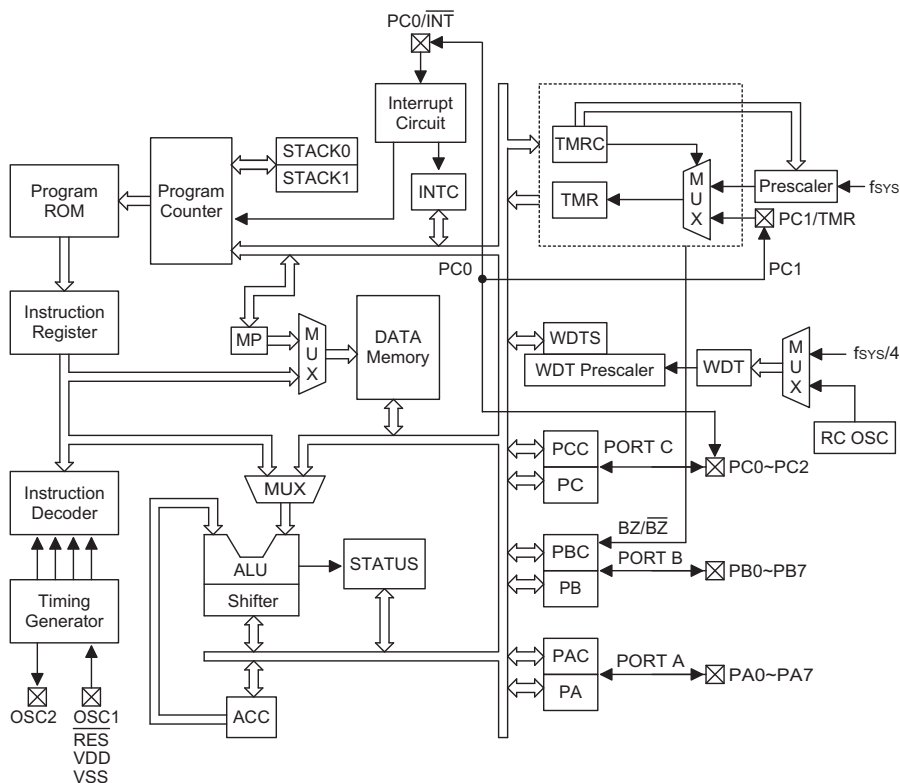 PC0/INT
Interrupt
Circuit
STACK0
STACK1
INTC
Program
ROM
Program
Counter
TMRC
TMR
M
U
X
Prescaler
fSYS
PC1/TMR
PC0
PC1
Instruction
Register
MP
M
U
X
DATA
Memory
WDTS
WDT Prescaler
WDT
M
U
X
fSYS/4
RC OSC
PCC
PC
PORT C
PC0~PC2
Instruction
Decoder
MUX
ALU
Shifter
STATUS
BZ/BZ
PBC
PB
PORT B
PB0~PB7
Timing
Generator
PAC
PA
PORT A
PA0~PA7
ACC
OSC2
OSC1
RES
VDD
VSS